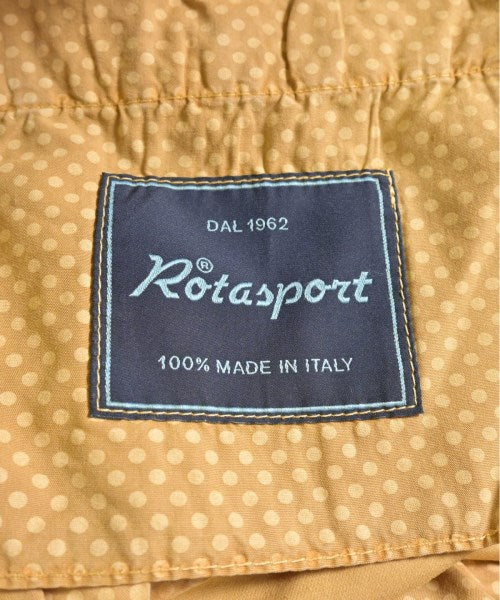 DAL 1962
Rotasport®
100% MADE IN ITALY